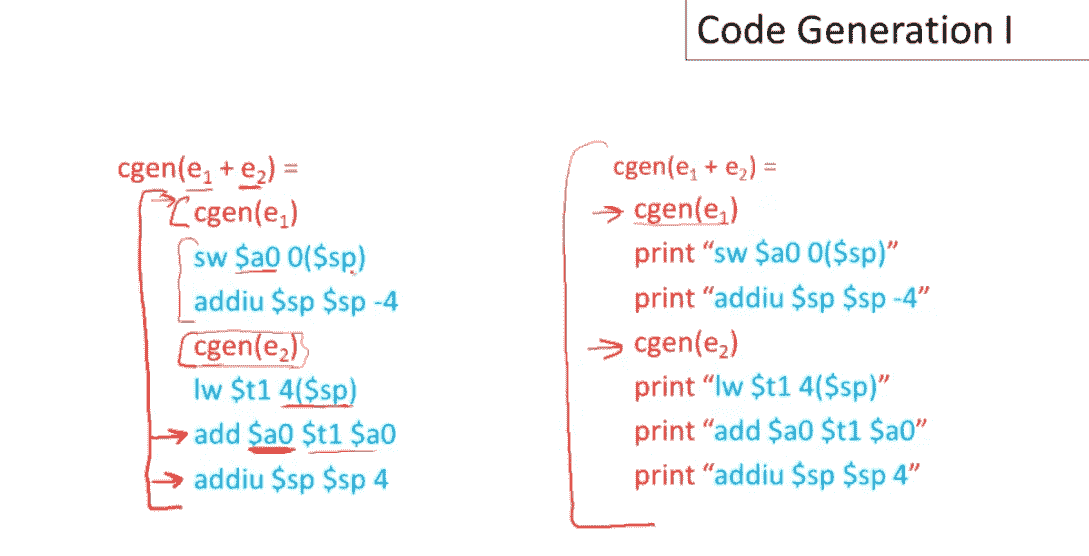 Code Generation I
cgen(e₁ + e₂) =
cgen(e₁)
sw $a0 0($sp)
addiu $sp $sp -4
cgen(e₂)
lw $t1 4($sp)
add $a0 $t1 $a0
addiu $sp $sp 4
cgen(e₁ + e₂) =
cgen(e₁)
print “sw $a0 0($sp)”
print “addiu $sp $sp -4”
cgen(e₂)
print “lw $t1 4($sp)”
print “add $a0 $t1 $a0”
print “addiu $sp $sp 4”